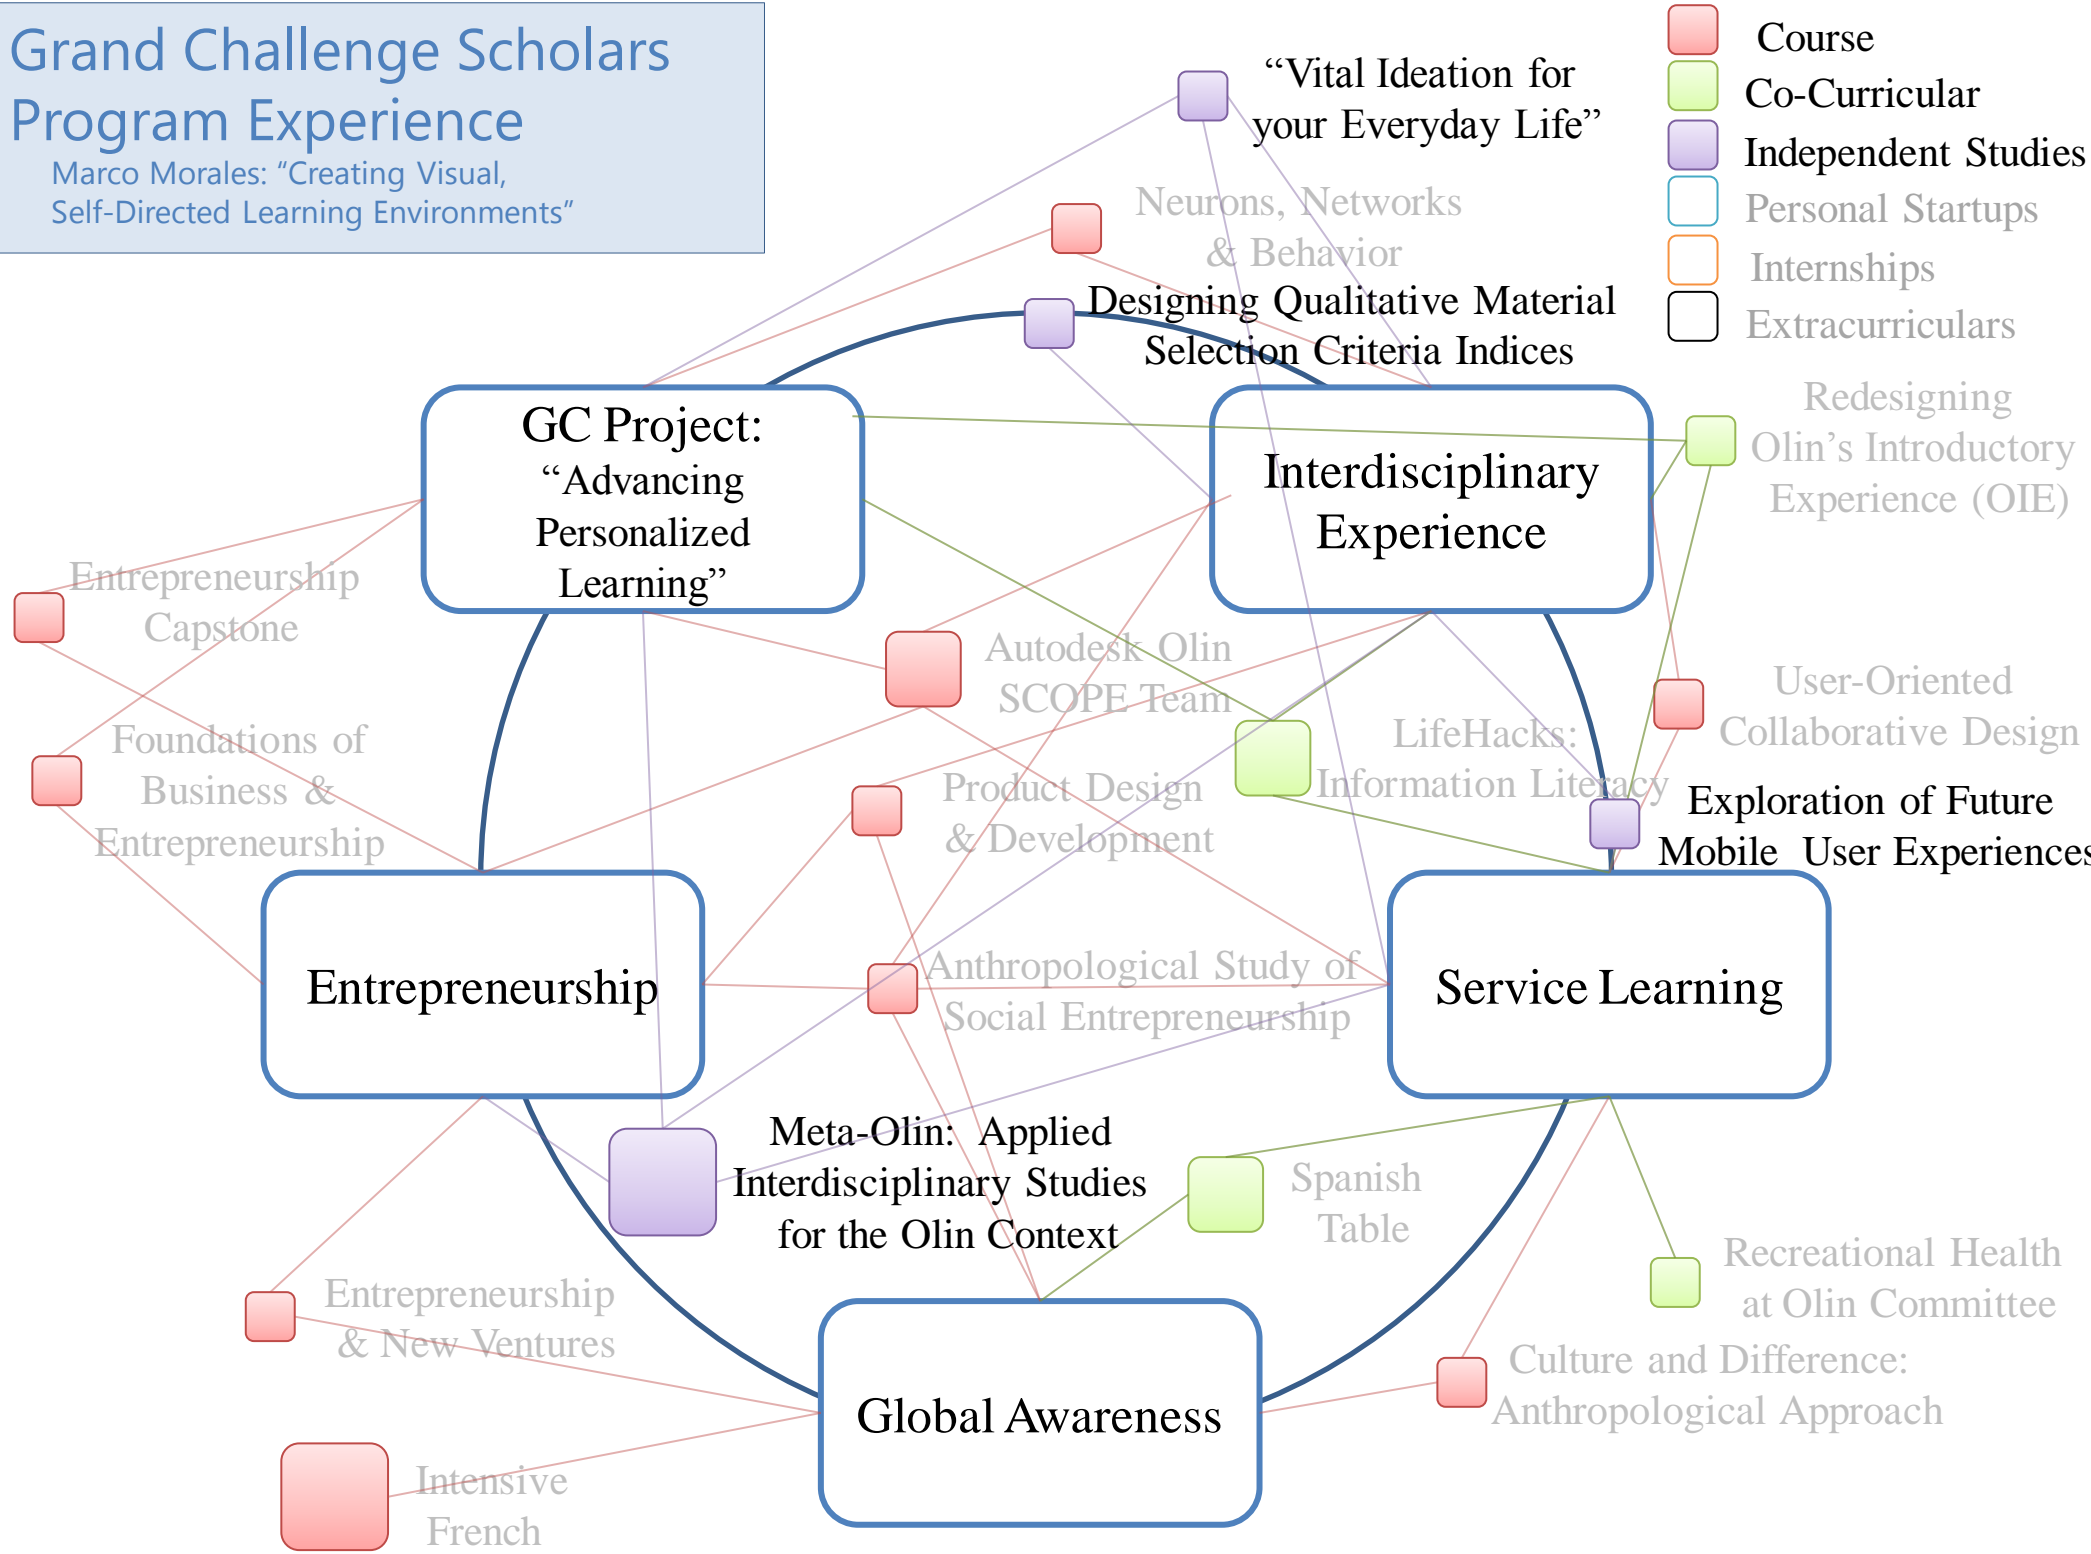 Grand Challenge Scholars
Program Experience
Marco Morales: “Creating Visual,
Self-Directed Learning Environments”
Course
Co-Curricular
Independent Studies
Personal Startups
Internships
Extracurriculars
“Vital Ideation for
your Everyday Life”
Neurons, Networks
& Behavior
Designing Qualitative Material
Selection Criteria Indices
GC Project:
“Advancing
Personalized
Learning”
Interdisciplinary
Experience
Redesigning
Olin’s Introductory
Experience (OIE)
Entrepreneurship
Capstone
Autodesk Olin
SCOPE Team
User-Oriented
Collaborative Design
Foundations of
Business &
Entrepreneurship
LifeHacks:
Information Literacy
Product Design
& Development
Exploration of Future
Mobile User Experiences
Entrepreneurship
Anthropological Study of
Social Entrepreneurship
Service Learning
Meta-Olin: Applied
Interdisciplinary Studies
for the Olin Context
Spanish
Table
Recreational Health
at Olin Committee
Entrepreneurship
& New Ventures
Culture and Difference:
Anthropological Approach
Global Awareness
Intensive
French